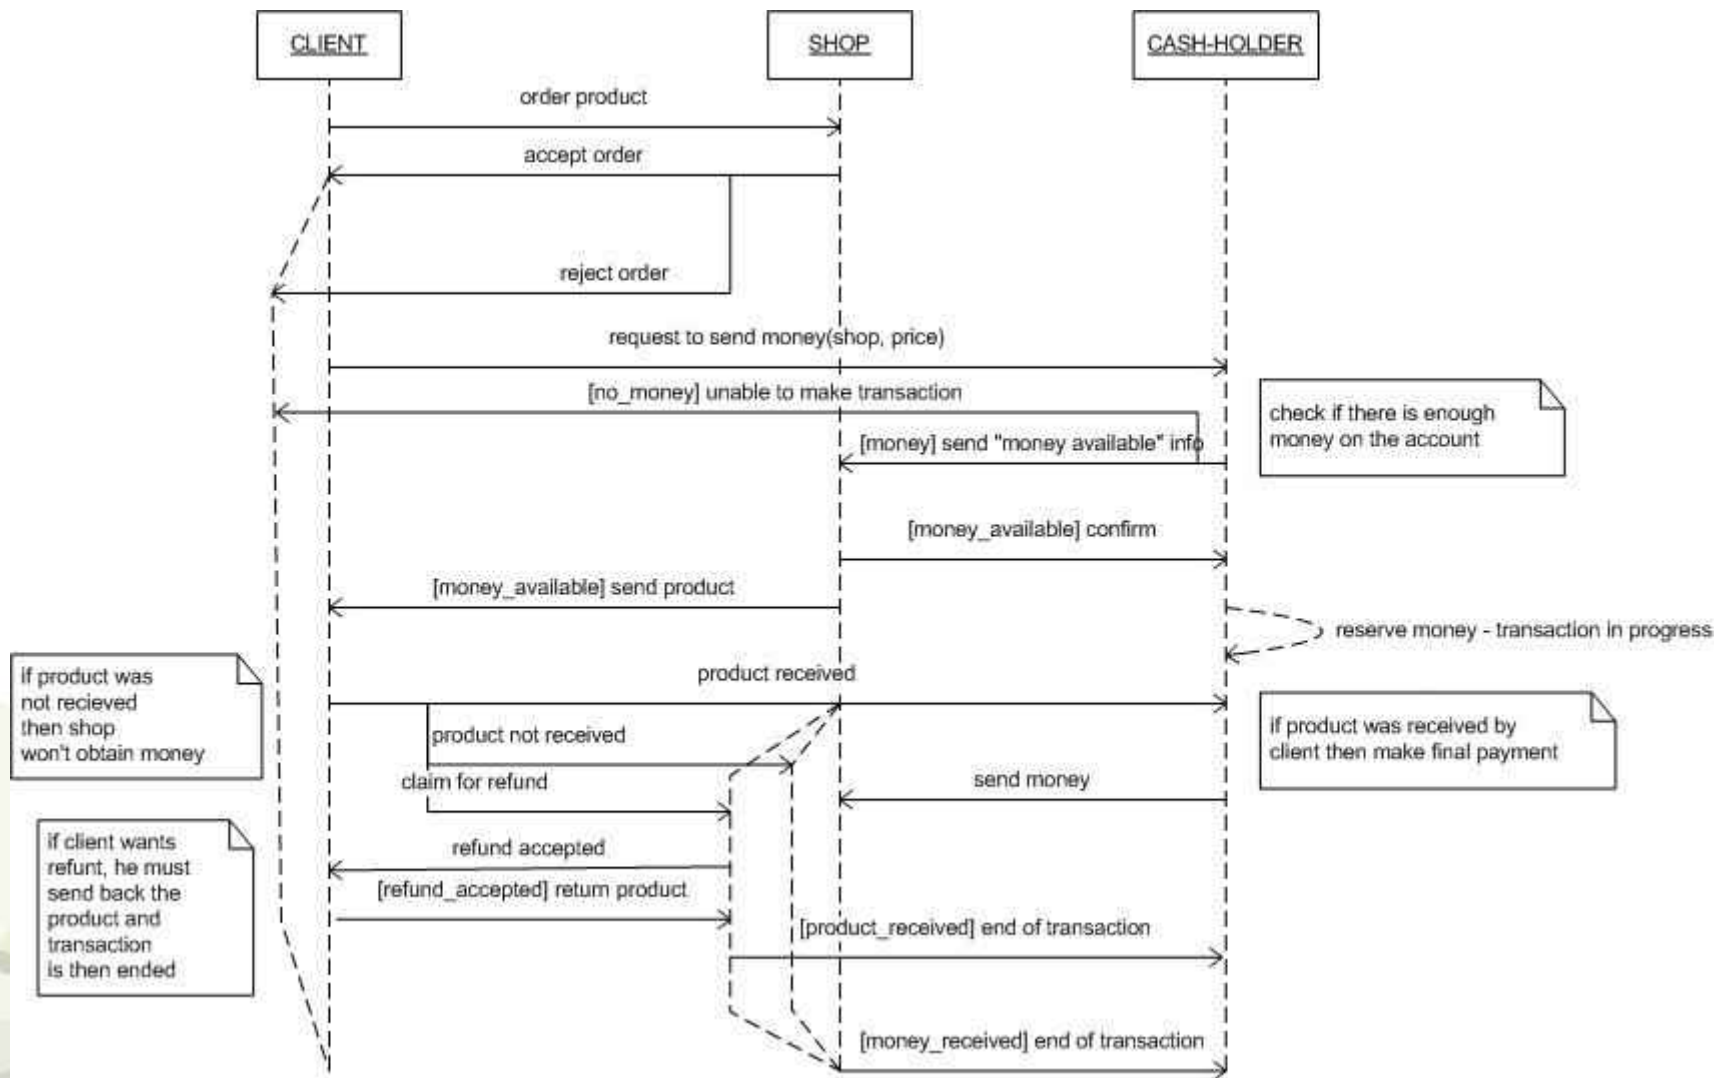 CLIENT
SHOP
CASH-HOLDER
order product
accept order
reject order
request to send money(shop, price)
[no_money] unable to make transaction
check if there is enough
money on the account
[money] send "money available" info
[money_available] confirm
[money_available] send product
reserve money - transaction in progress
if product was
not recieved
then shop
won't obtain money
product received
if product was received by
client then make final payment
product not received
claim for refund
send money
if client wants
refunt, he must
send back the
product and
transaction
is then ended
refund accepted
[refund_accepted] return product
[product_received] end of transaction
[money_received] end of transaction